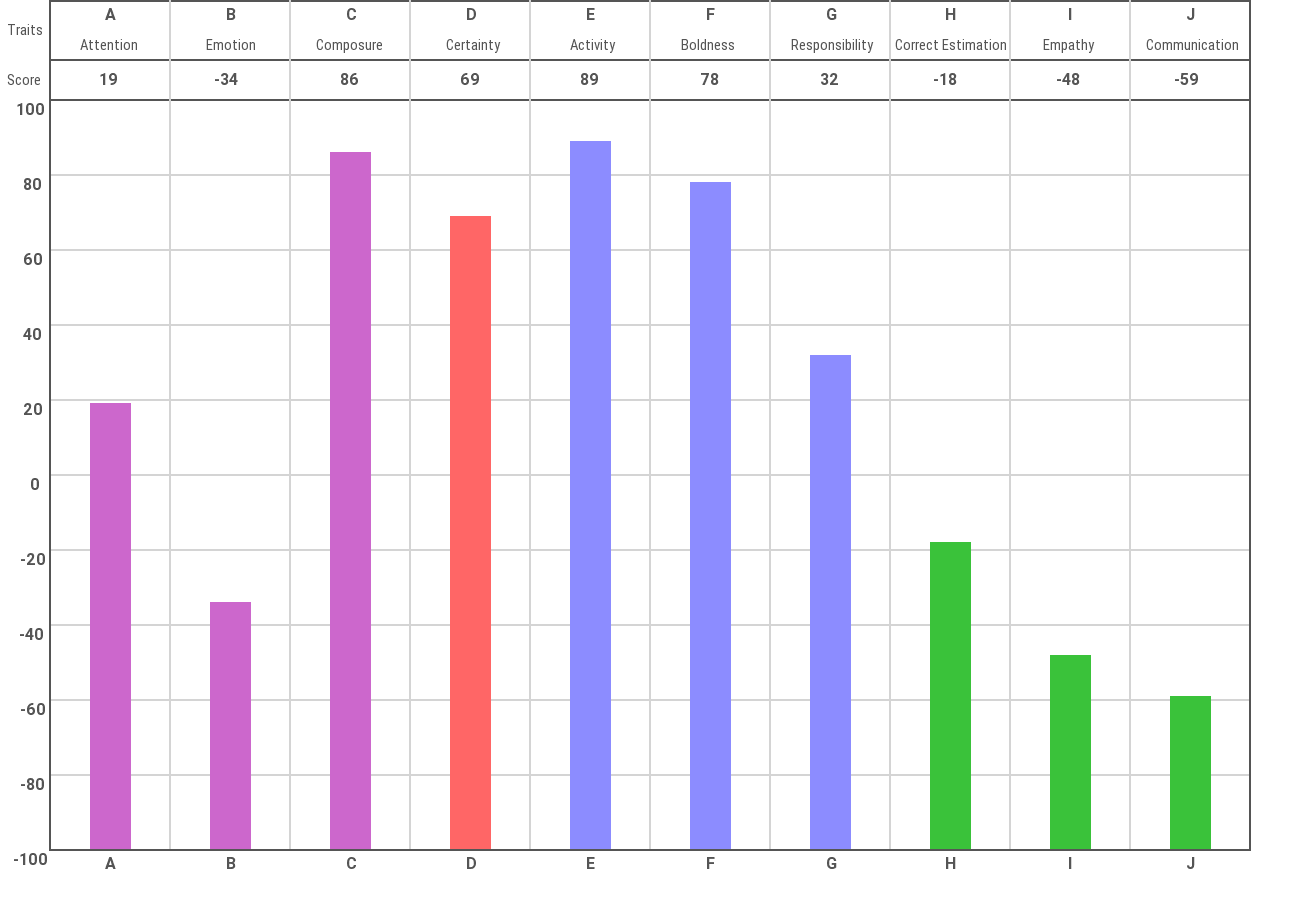 Traits A B C D E F G H I J
Attention Emotion Composure Certainty Activity Boldness Responsibility Correct Estimation Empathy Communication
Score 19 -34 86 69 89 78 32 -18 -48 -59
100
80
60
40
20
0
-20
-40
-60
-80
-100
A B C D E F G H I J